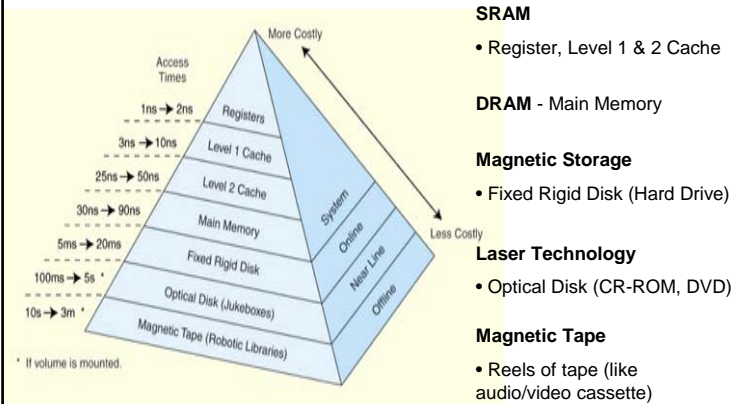 More Costly
Access
Times
1ns → 2ns
3ns → 10ns
25ns → 50ns
30ns → 90ns
5ms → 20ms
100ms → 5s *
10s → 3m *
* If volume is mounted.
Registers
Level 1 Cache
Level 2 Cache
Main Memory
Fixed Rigid Disk
Optical Disk (Jukeboxes)
Magnetic Tape (Robotic Libraries)
System
Online
Near Line
Offline
Less Costly
SRAM
• Register, Level 1 & 2 Cache
DRAM - Main Memory
Magnetic Storage
• Fixed Rigid Disk (Hard Drive)
Laser Technology
• Optical Disk (CR-ROM, DVD)
Magnetic Tape
• Reels of tape (like
audio/video cassette)